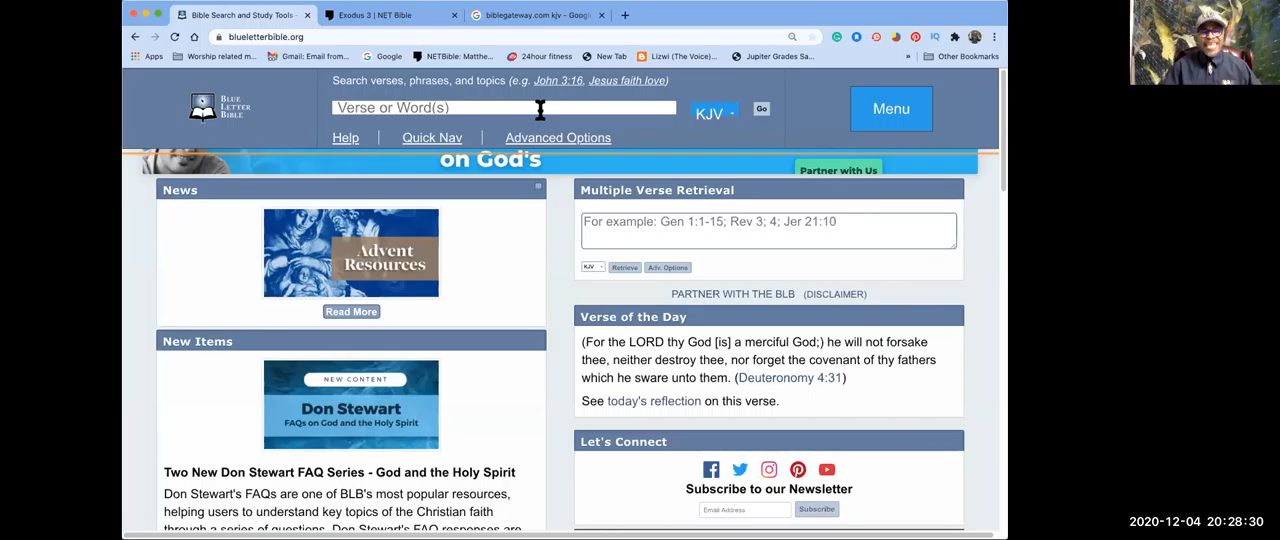 Bible Search and Study Tools -
Exodus 3 | NET Bible
biblegateway.com kjv - Goog
blueletterbible.org
Apps
Worship related m...
Gmail: Email from...
Google
NETBible: Matthe...
24hour fitness
New Tab
Lizwi (The Voice)...
Jupiter Grades Sa...
»
Other Bookmarks
Search verses, phrases, and topics (e.g. John 3:16, Jesus faith love)
BLUE
LETTER
BIBLE
Verse or Word(s)
KJV
Go
Menu
Help
Quick Nav
Advanced Options
on God's
Partner with Us
News
Advent
Resources
Read More
New Items
NEW CONTENT
Don Stewart
FAQs on God and the Holy Spirit
Two New Don Stewart FAQ Series - God and the Holy Spirit
Don Stewart's FAQs are one of BLB's most popular resources,
helping users to understand key topics of the Christian faith
through a series of questions. Don Stewart's FAQ responses are
Multiple Verse Retrieval
For example: Gen 1:1-15; Rev 3; 4; Jer 21:10
KJV
Retrieve
Adv. Options
PARTNER WITH THE BLB (DISCLAIMER)
Verse of the Day
(For the LORD thy God [is] a merciful God;) he will not forsake
thee, neither destroy thee, nor forget the covenant of thy fathers
which he sware unto them. (Deuteronomy 4:31)
See today's reflection on this verse.
Let's Connect
Subscribe to our Newsletter
Email Address
Subscribe
2020-12-04 20:28:30